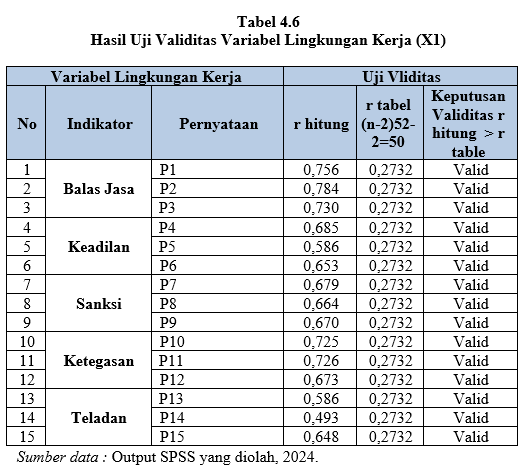 Tabel 4.6
Hasil Uji Validitas Variabel Lingkungan Kerja (X1)
Variabel Lingkungan Kerja Uji Vliditas
No Indikator Pernyataan r hitung r tabel (n-2)52-2=50 Keputusan Validitas r hitung > r table
1 Balas Jasa P1 0,756 0,2732 Valid
2 P2 0,784 0,2732 Valid
3 P3 0,730 0,2732 Valid
4 Keadilan P4 0,685 0,2732 Valid
5 P5 0,586 0,2732 Valid
6 P6 0,653 0,2732 Valid
7 Sanksi P7 0,679 0,2732 Valid
8 P8 0,664 0,2732 Valid
9 P9 0,670 0,2732 Valid
10 Ketegasan P10 0,725 0,2732 Valid
11 P11 0,726 0,2732 Valid
12 P12 0,673 0,2732 Valid
13 Teladan P13 0,586 0,2732 Valid
14 P14 0,493 0,2732 Valid
15 P15 0,648 0,2732 Valid
Sumber data : Output SPSS yang diolah, 2024.